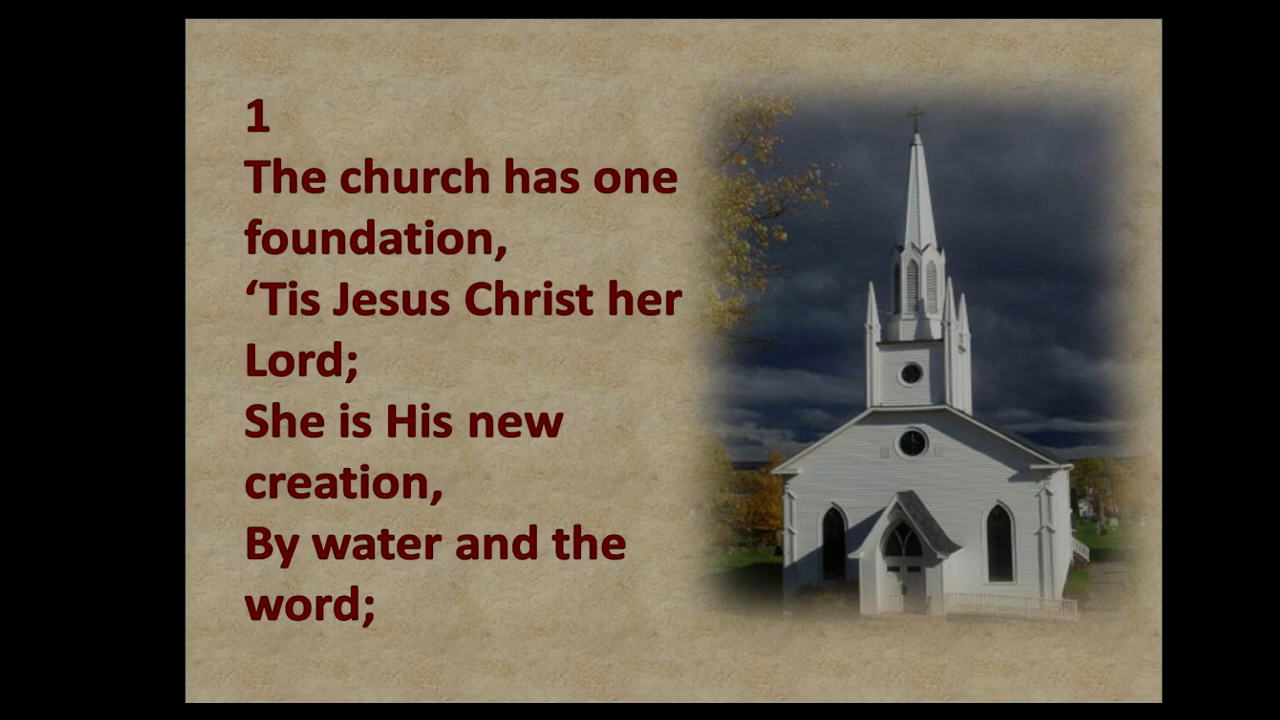 1
The church has one
foundation,
‘Tis Jesus Christ her
Lord;
She is His new
creation,
By water and the
word;